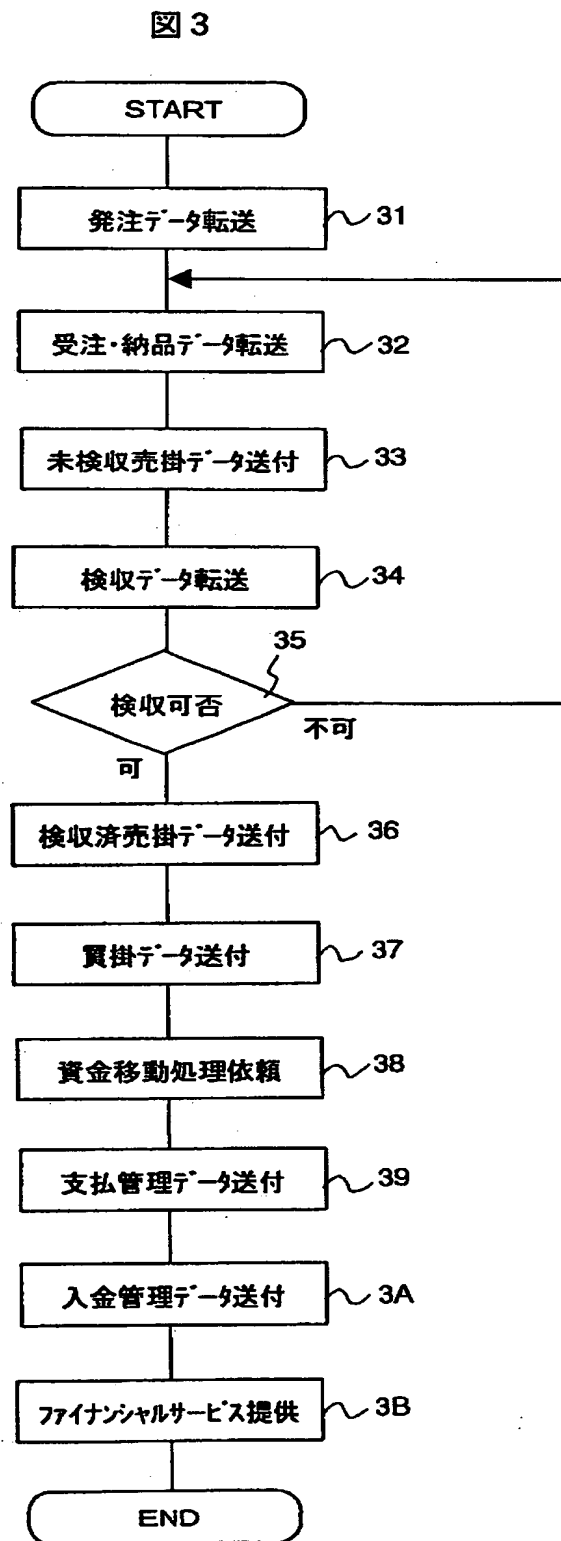 図3
START
発注データ転送
31
受注・納品データ転送
32
未検収売掛データ送付
33
検収データ転送
34
35
検収可否
不可
可
検収済売掛データ送付
36
買掛データ送付
37
資金移動処理依頼
38
支払管理データ送付
39
入金管理データ送付
3A
ファイナンシャルサービス提供
3B
END